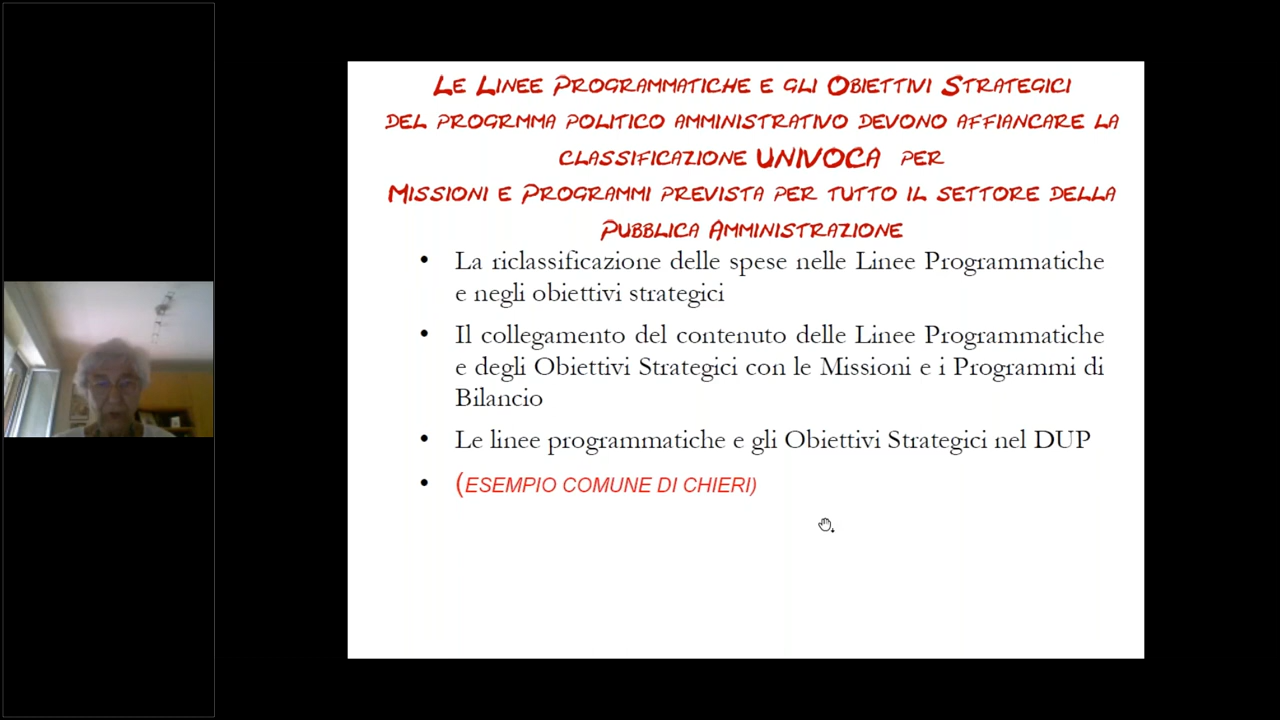 Le Linee Programmatiche e gli Obiettivi Strategici
del progrmma politico amministrativo devono affiancare la
classificazione UNIVOCA per
Missioni e Programmi prevista per tutto il settore della
Pubblica Amministrazione
• La riclassificazione delle spese nelle Linee Programmatiche
e negli obiettivi strategici
• Il collegamento del contenuto delle Linee Programmatiche
e degli Obiettivi Strategici con le Missioni e i Programmi di
Bilancio
• Le linee programmatiche e gli Obiettivi Strategici nel DUP
• (ESEMPIO COMUNE DI CHIERI)